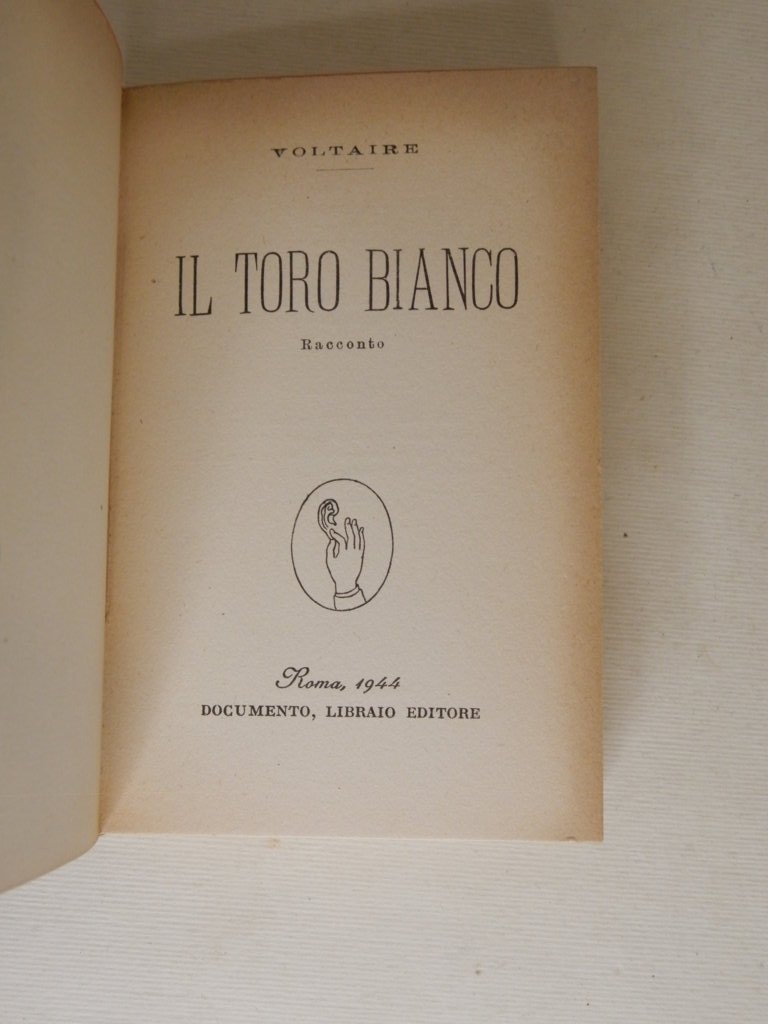 VOLTAIRE
IL TORO BIANCO
Racconto
Roma, 1944
DOCUMENTO, LIBRAIO EDITORE